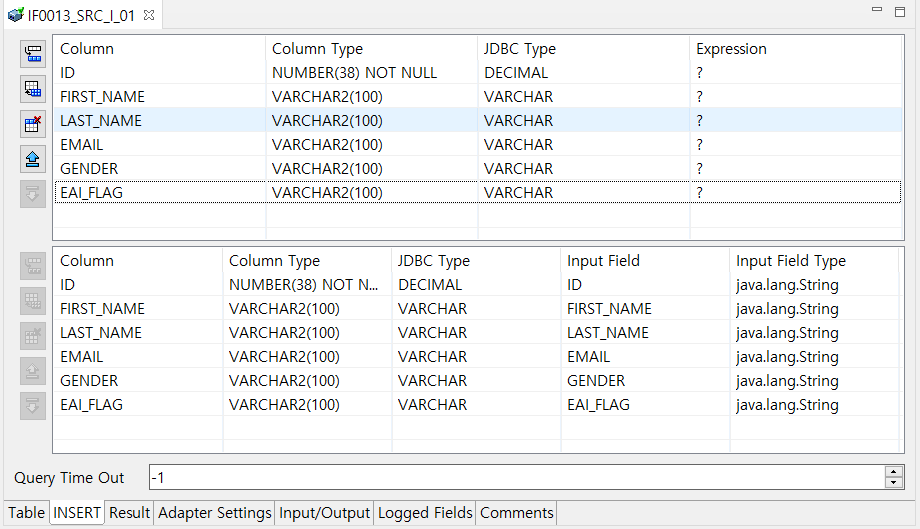 IF0013_SRC_I_01
Column Column Type JDBC Type Expression
ID NUMBER(38) NOT NULL DECIMAL ?
FIRST_NAME VARCHAR2(100) VARCHAR ?
LAST_NAME VARCHAR2(100) VARCHAR ?
EMAIL VARCHAR2(100) VARCHAR ?
GENDER VARCHAR2(100) VARCHAR ?
EAI_FLAG VARCHAR2(100) VARCHAR ?
Column Column Type JDBC Type Input Field Input Field Type
ID NUMBER(38) NOT N... DECIMAL ID java.lang.String
FIRST_NAME VARCHAR2(100) VARCHAR FIRST_NAME java.lang.String
LAST_NAME VARCHAR2(100) VARCHAR LAST_NAME java.lang.String
EMAIL VARCHAR2(100) VARCHAR EMAIL java.lang.String
GENDER VARCHAR2(100) VARCHAR GENDER java.lang.String
EAI_FLAG VARCHAR2(100) VARCHAR EAI_FLAG java.lang.String
Query Time Out -1
Table INSERT Result Adapter Settings Input/Output Logged Fields Comments